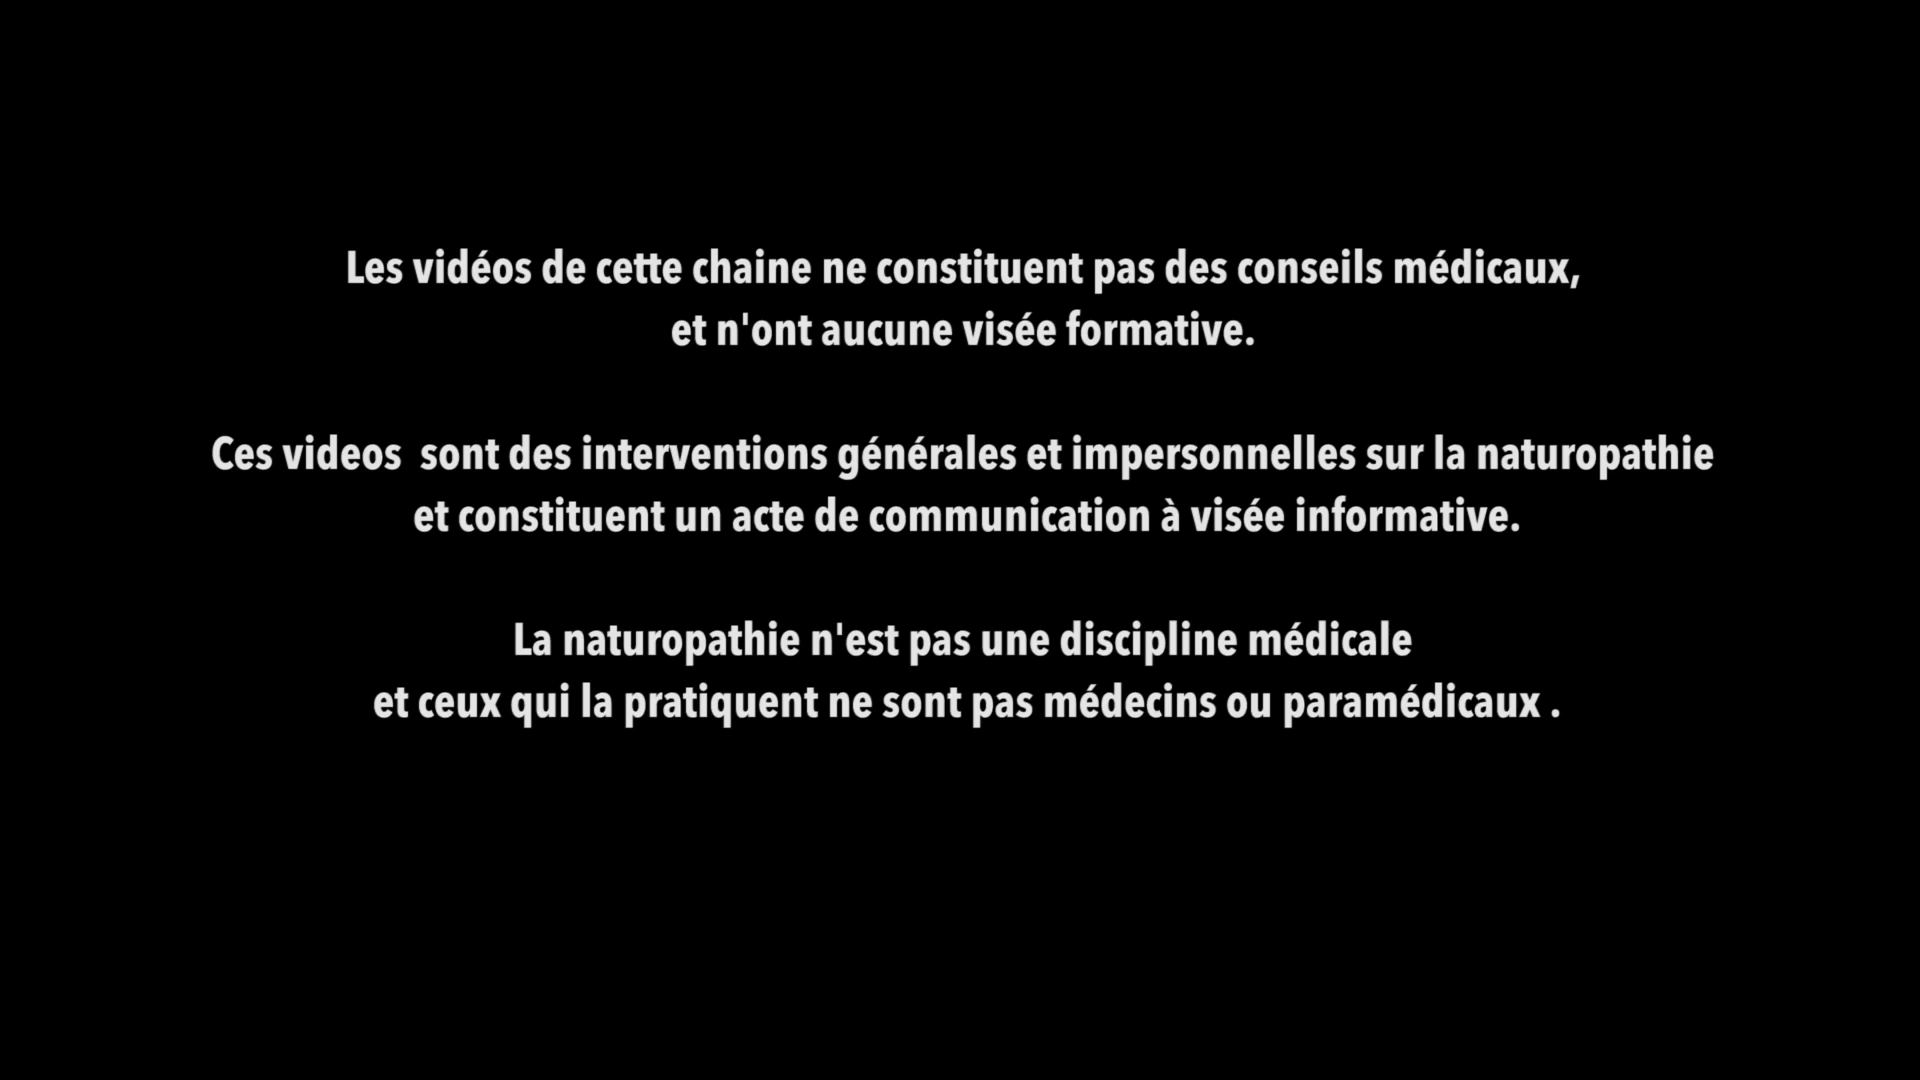 Les vidéos de cette chaine ne constituent pas des conseils médicaux,
et n'ont aucune visée formative.
Ces videos  sont des interventions générales et impersonnelles sur la naturopathie
et constituent un acte de communication à visée informative.
La naturopathie n'est pas une discipline médicale
et ceux qui la pratiquent ne sont pas médecins ou paramédicaux .